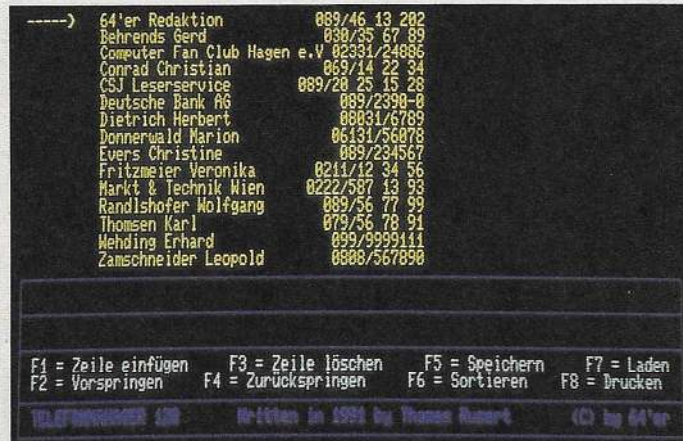 -----> 64'er Redaktion 089/46 13 202
Behrends Gerd 030/35 67 89
Computer Fan Club Hagen e.V 02331/24886
Conrad Christian 069/14 22 34
CSJ Leserservice 089/20 25 15 28
Deutsche Bank AG 089/2390-0
Dietrich Herbert 08031/6789
Donnerwald Marion 06131/56078
Evers Christine 089/234567
Fritzmeier Veronika 0211/12 34 56
Markt & Technik Wien 0222/587 13 93
Randlshofer Wolfgang 089/56 77 99
Thomsen Karl 079/56 78 91
Wehding Erhard 099/9999111
Zamschneider Leopold 0808/567890
F1 = Zeile einfügen F3 = Zeile löschen F5 = Speichern F7 = Laden
F2 = Vorspringen F4 = Zurückspringen F6 = Sortieren F8 = Drucken
Written in 1991 by Thomas Rupert (C) by 64'er